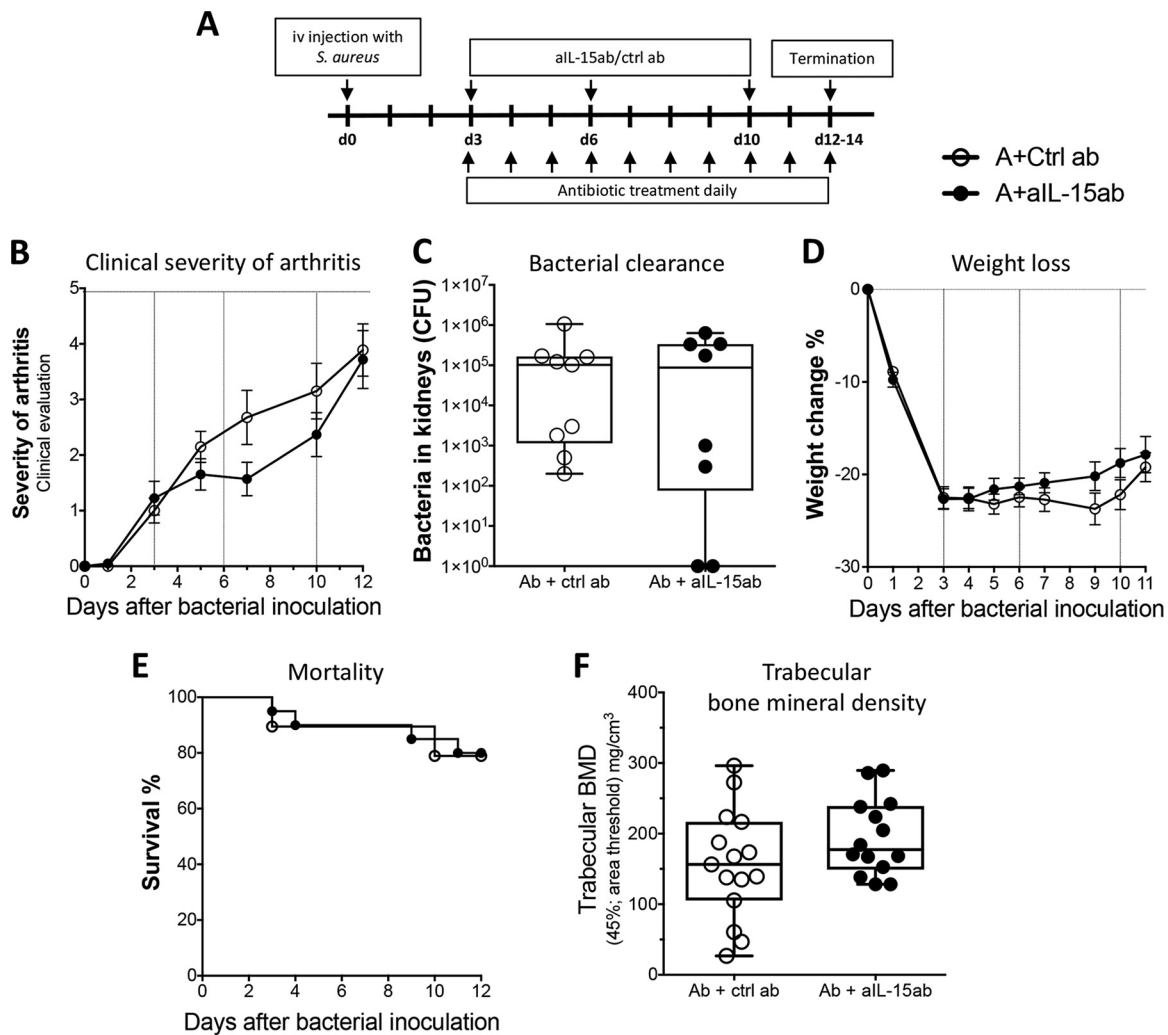 A
iv injection with
S. aureus
aIL-15ab/ctrl ab
Termination
d0
d3
d6
d10
d12-14
Antibiotic treatment daily
A+Ctrl ab
A+aIL-15ab
B
Clinical severity of arthritis
Severity of arthritis
Clinical evaluation
5
4
3
2
1
0
0 2 4 6 8 10 12
Days after bacterial inoculation
C
Bacterial clearance
Bacteria in kidneys (CFU)
1×10⁷
1×10⁶
1×10⁵
1×10⁴
1×10³
1×10²
1×10¹
1×10⁰
Ab + ctrl ab
Ab + aIL-15ab
D
Weight loss
Weight change %
0
-10
-20
-30
0 1 2 3 4 5 6 7 8 9 10 11
Days after bacterial inoculation
E
Mortality
Survival %
100
80
60
40
20
0
0 2 4 6 8 10 12
Days after bacterial inoculation
F
Trabecular
bone mineral density
Trabecular BMD
(45%; area threshold) mg/cm³
400
300
200
100
0
Ab + ctrl ab
Ab + aIL-15ab